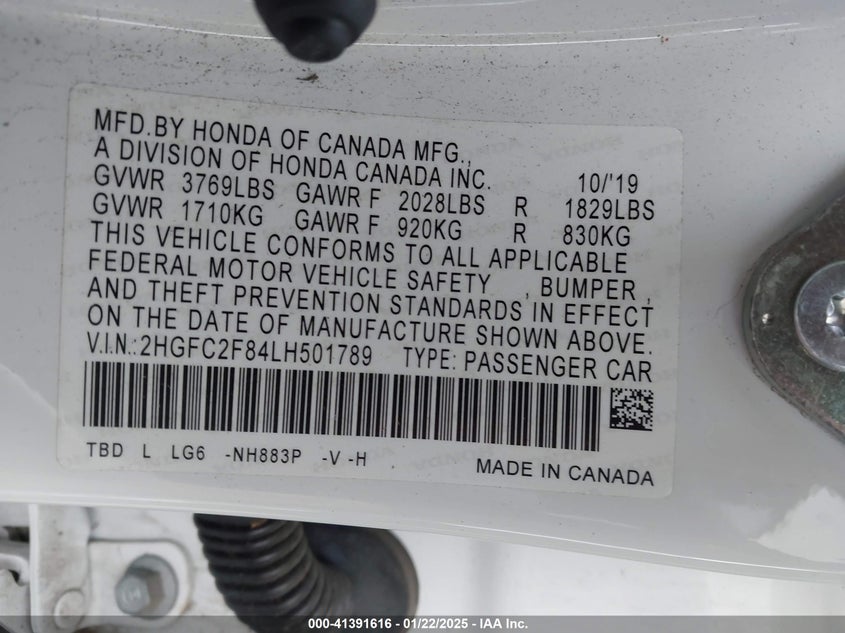 MFD.BY HONDA OF CANADA MFG.,
A DIVISION OF HONDA CANADA INC. 10/'19
GVWR 3769LBS GAWR F 2028LBS R 1829LBS
GVWR 1710KG GAWR F 920KG R 830KG
THIS VEHICLE CONFORMS TO ALL APPLICABLE
FEDERAL MOTOR VEHICLE SAFETY , BUMPER ,
AND THEFT PREVENTION STANDARDS IN EFFECT
ON THE DATE OF MANUFACTURE SHOWN ABOVE.
V.I.N.:2HGFC2F84LH501789 TYPE: PASSENGER CAR
TBD L LG6 -NH883P -V -H
MADE IN CANADA
000-41391616 - 01/22/2025 - IAA Inc.